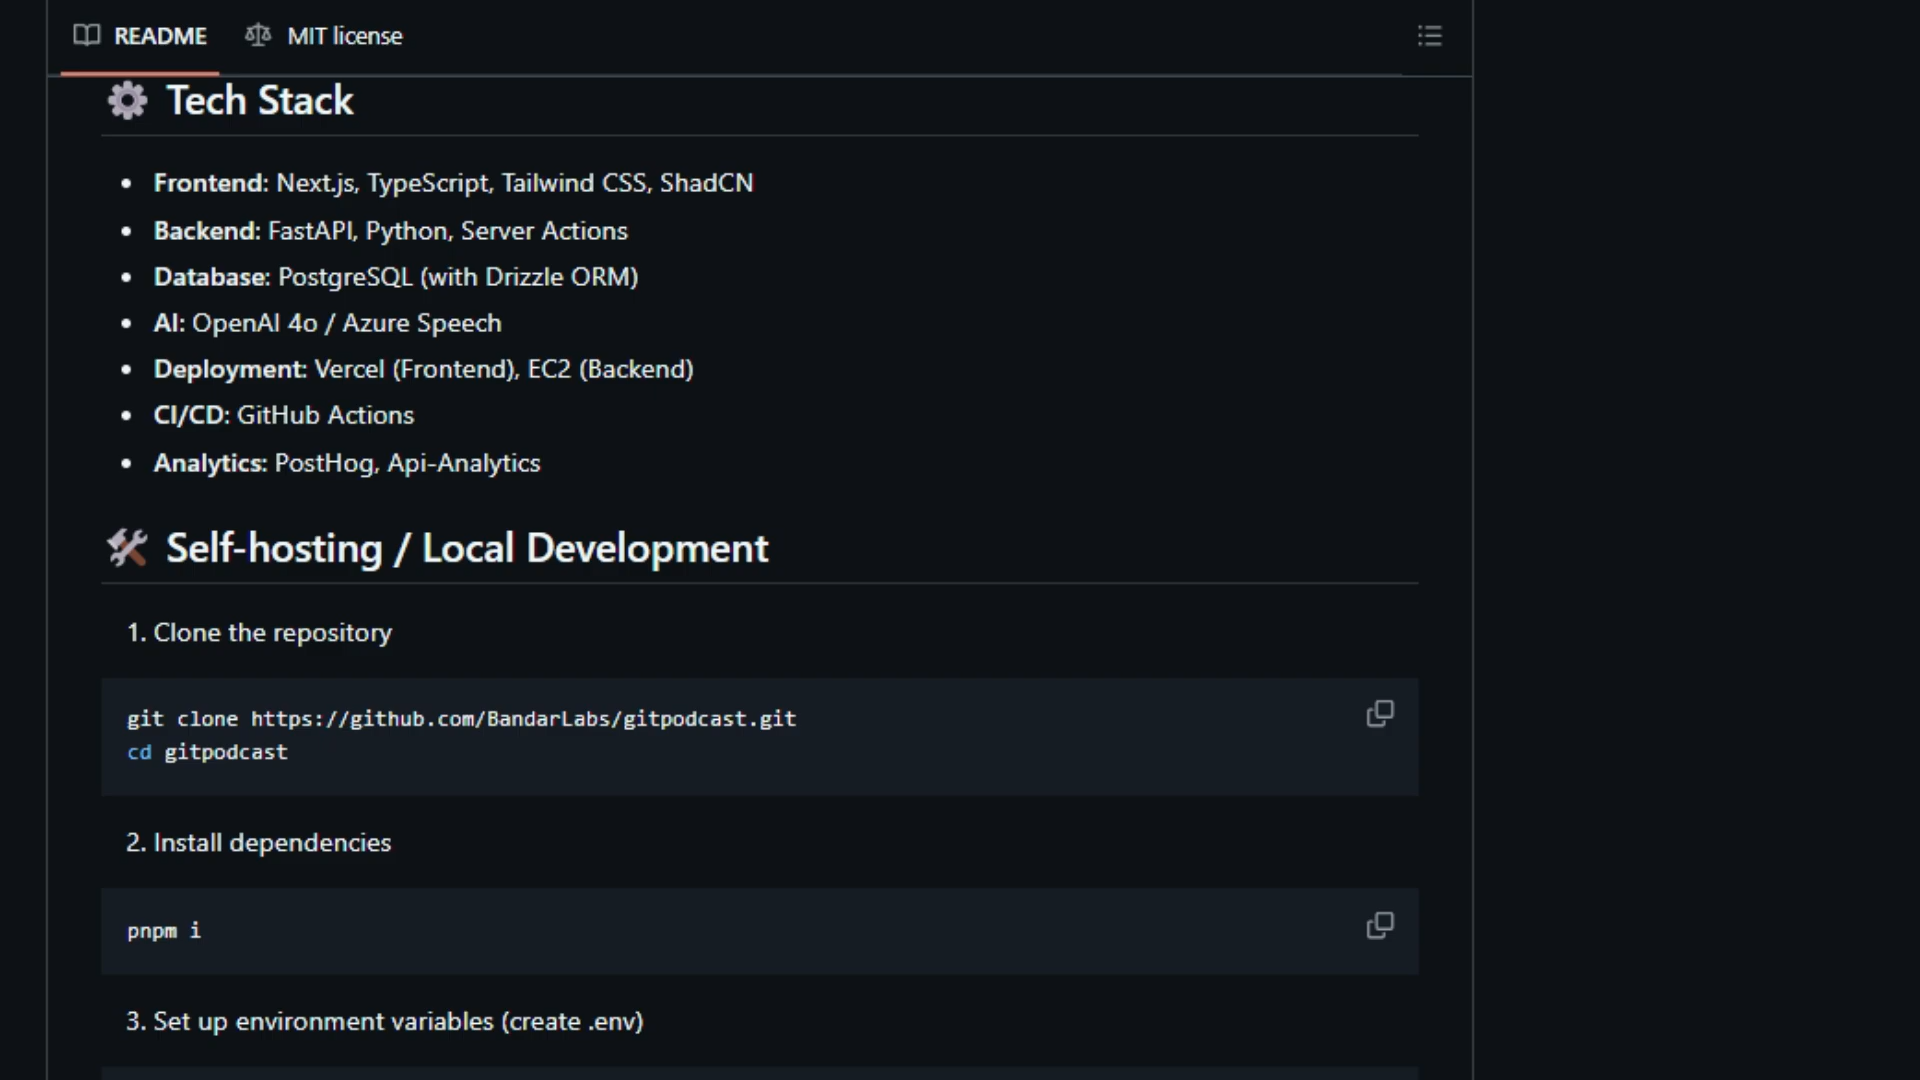 README MIT license
Tech Stack
Frontend: Next.js, TypeScript, Tailwind CSS, ShadCN
Backend: FastAPI, Python, Server Actions
Database: PostgreSQL (with Drizzle ORM)
AI: OpenAI 4o / Azure Speech
Deployment: Vercel (Frontend), EC2 (Backend)
CI/CD: GitHub Actions
Analytics: PostHog, Api-Analytics
Self-hosting / Local Development
1. Clone the repository
git clone https://github.com/BandarLabs/gitpodcast.git
cd gitpodcast
2. Install dependencies
pnpm i
3. Set up environment variables (create .env)